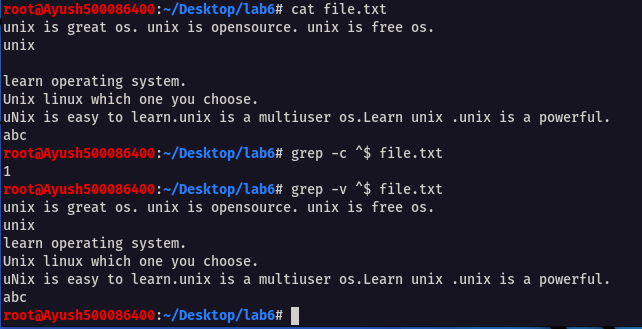 root@Ayush500086400:~/Desktop/lab6# cat file.txt
unix is great os. unix is opensource. unix is free os.
unix
learn operating system.
Unix linux which one you choose.
uNix is easy to learn.unix is a multiuser os.Learn unix .unix is a powerful.
abc
root@Ayush500086400:~/Desktop/lab6# grep -c ^$ file.txt
1
root@Ayush500086400:~/Desktop/lab6# grep -v ^$ file.txt
unix is great os. unix is opensource. unix is free os.
unix
learn operating system.
Unix linux which one you choose.
uNix is easy to learn.unix is a multiuser os.Learn unix .unix is a powerful.
abc
root@Ayush500086400:~/Desktop/lab6#